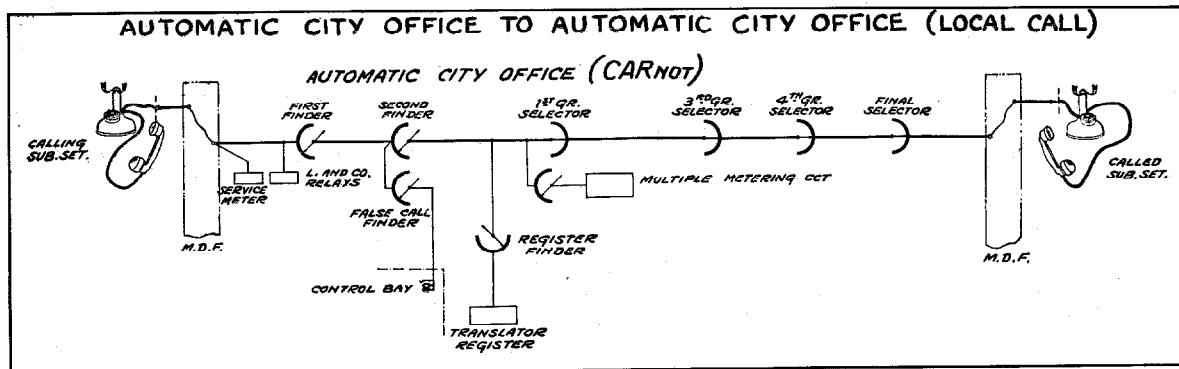 AUTOMATIC CITY OFFICE TO AUTOMATIC CITY OFFICE (LOCAL CALL)
AUTOMATIC CITY OFFICE (CARNOT)
CALLING
SUB. SET.
M.D.F.
SERVICE
METER
L. AND CO.
RELAYS
FIRST
FINDER
SECOND
FINDER
FALSE CALL
FINDER
CONTROL BAY
1ST GR.
SELECTOR
REGISTER
FINDER
TRANSLATOR
REGISTER
MULTIPLE METERING CCT
3RD GR.
SELECTOR
4TH GR.
SELECTOR
FINAL
SELECTOR
M.D.F.
CALLED
SUB. SET.